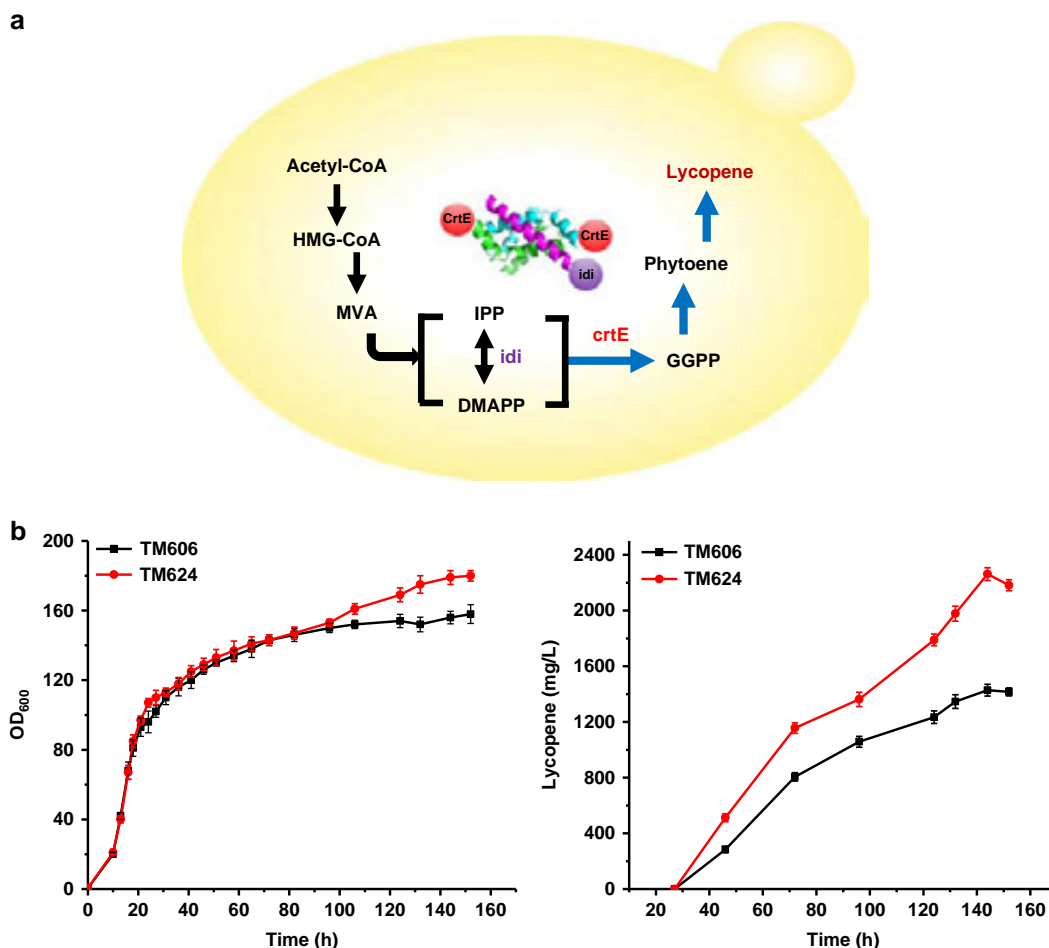 a
Acetyl-CoA
HMG-CoA
MVA
CrtE
CrtE
idi
IPP
idi
DMAPP
crtE
GGPP
Phytoene
Lycopene
b
TM606
TM624
OD600
200
160
120
80
40
0
0 20 40 60 80 100 120 140 160
Time (h)
TM606
TM624
Lycopene (mg/L)
2400
2000
1600
1200
800
400
0
20 40 60 80 100 120 140 160
Time (h)